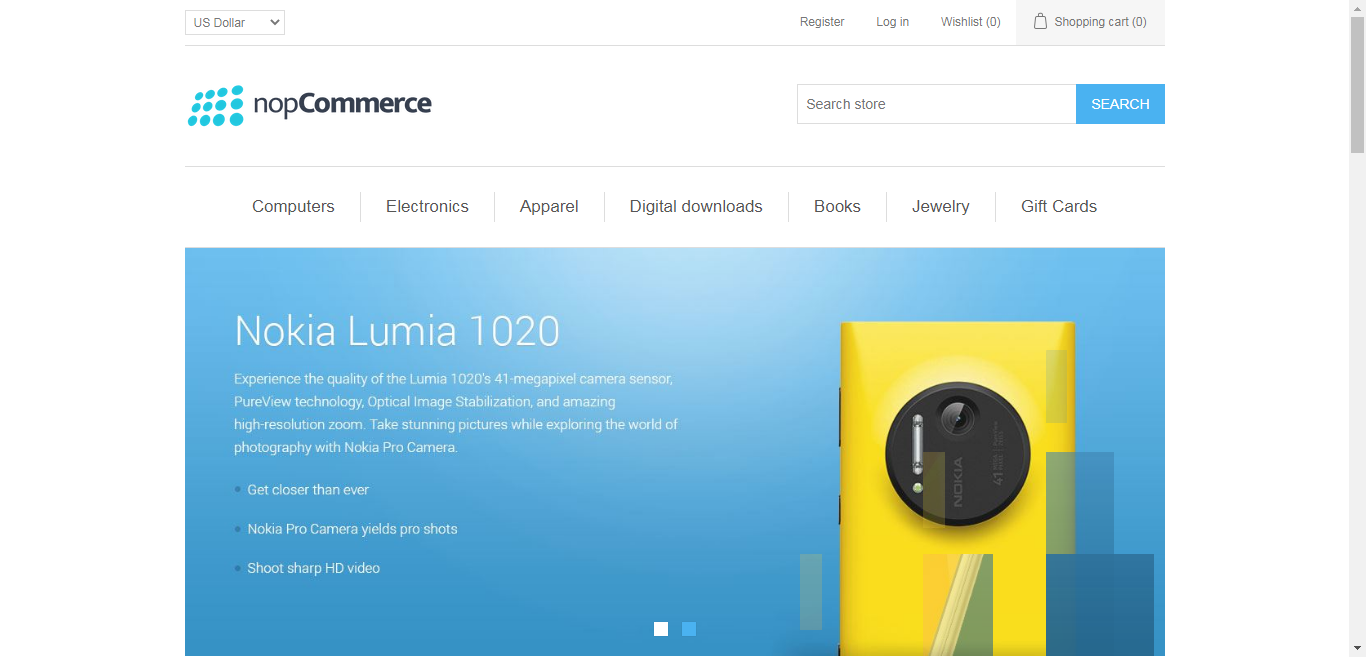 US Dollar
Register
Log in
Wishlist (0)
Shopping cart (0)
nopCommerce
Search store
SEARCH
Computers
Electronics
Apparel
Digital downloads
Books
Jewelry
Gift Cards
Nokia Lumia 1020
Experience the quality of the Lumia 1020's 41-megapixel camera sensor,
PureView technology, Optical Image Stabilization, and amazing
high-resolution zoom. Take stunning pictures while exploring the world of
photography with Nokia Pro Camera.
Get closer than ever
Nokia Pro Camera yields pro shots
Shoot sharp HD video
NOKIA
41